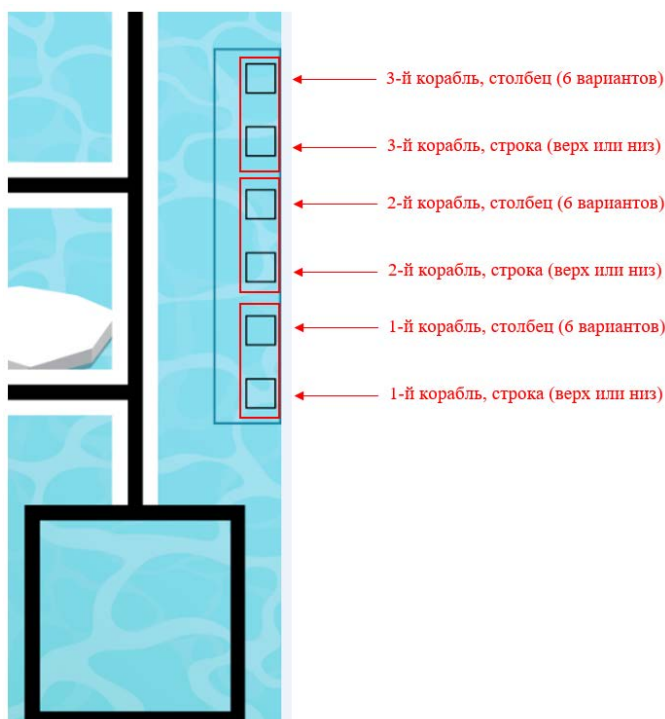 3-й корабль, столбец (6 вариантов)
3-й корабль, строка (верх или низ)
2-й корабль, столбец (6 вариантов)
2-й корабль, строка (верх или низ)
1-й корабль, столбец (6 вариантов)
1-й корабль, строка (верх или низ)